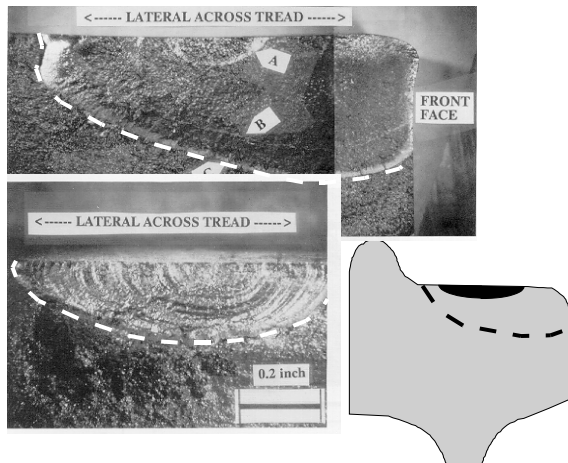 <------ LATERAL ACROSS TREAD ------>
A
FRONT
FACE
B
C
<------ LATERAL ACROSS TREAD ----->
0.2 inch